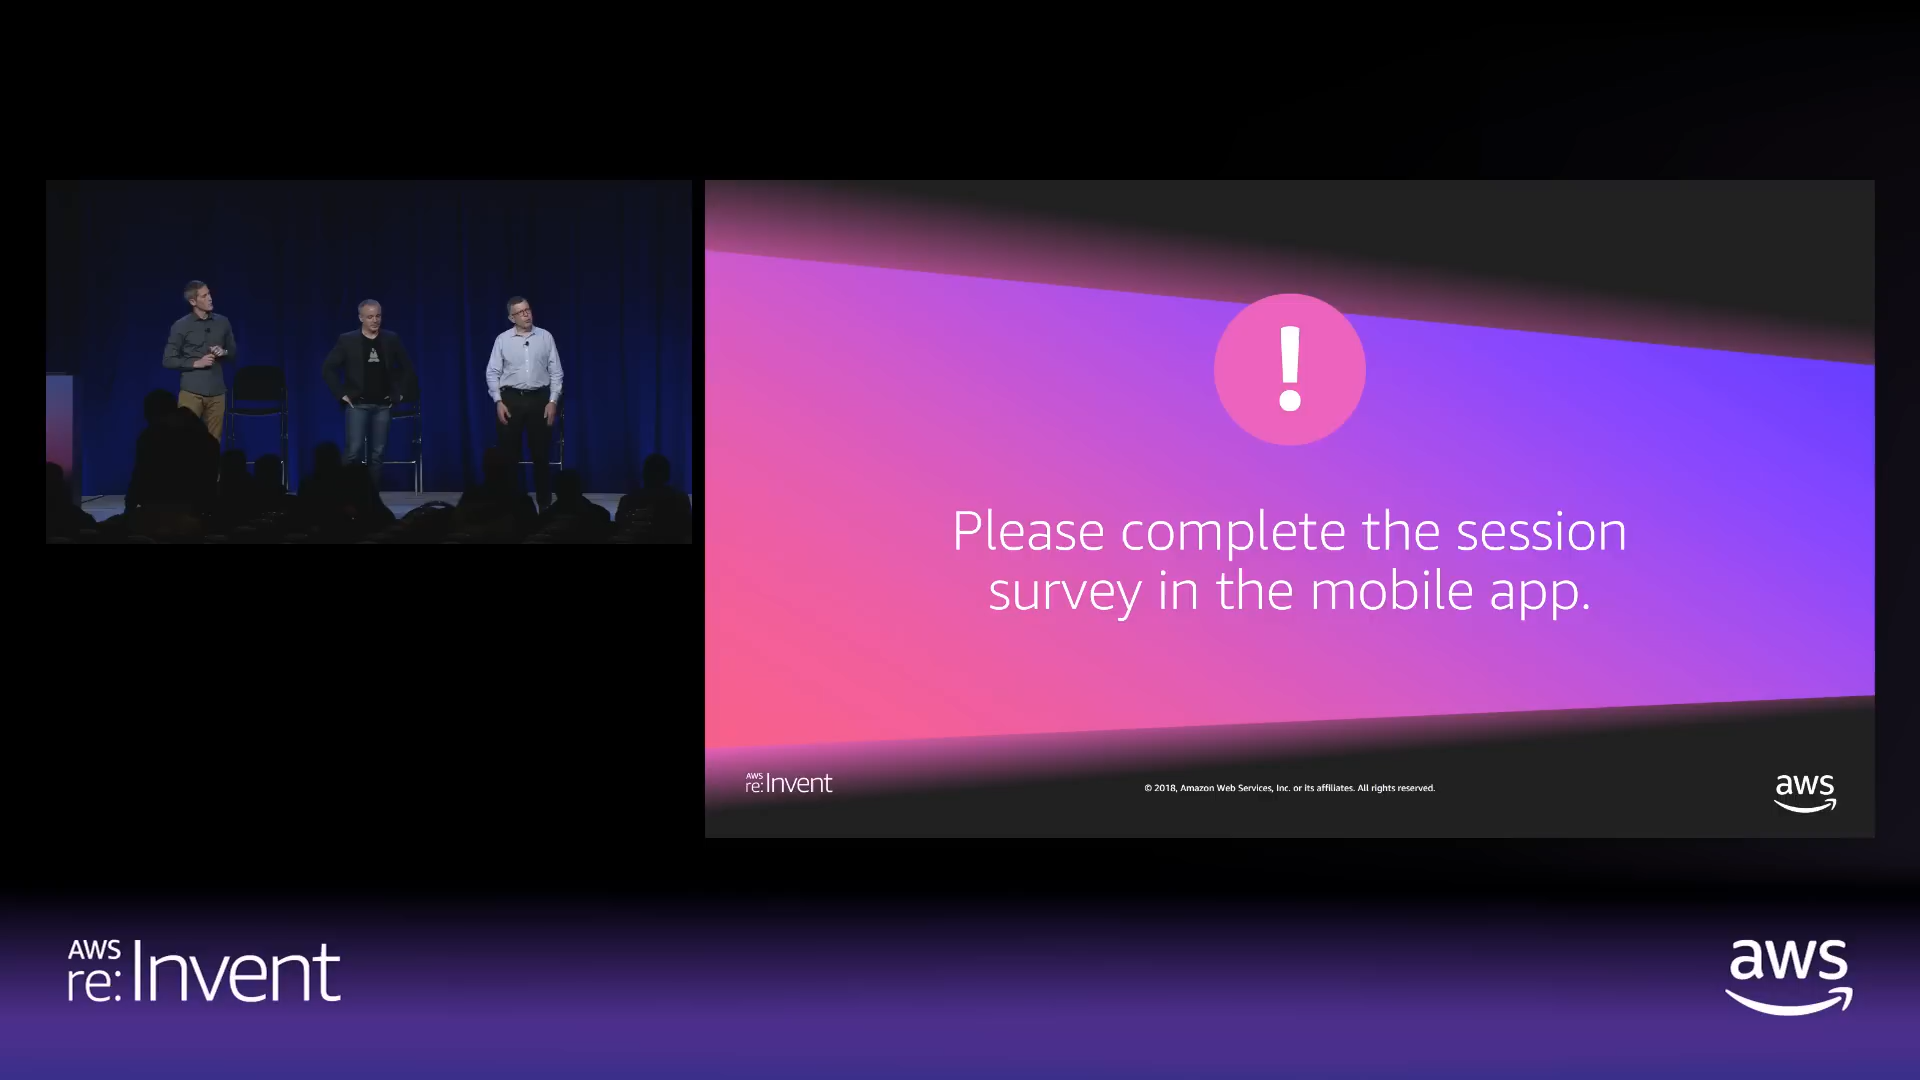 !
Please complete the session
survey in the mobile app.
AWS
re:Invent
© 2018, Amazon Web Services, Inc. or its affiliates. All rights reserved.
aws
AWS
re:Invent
aws